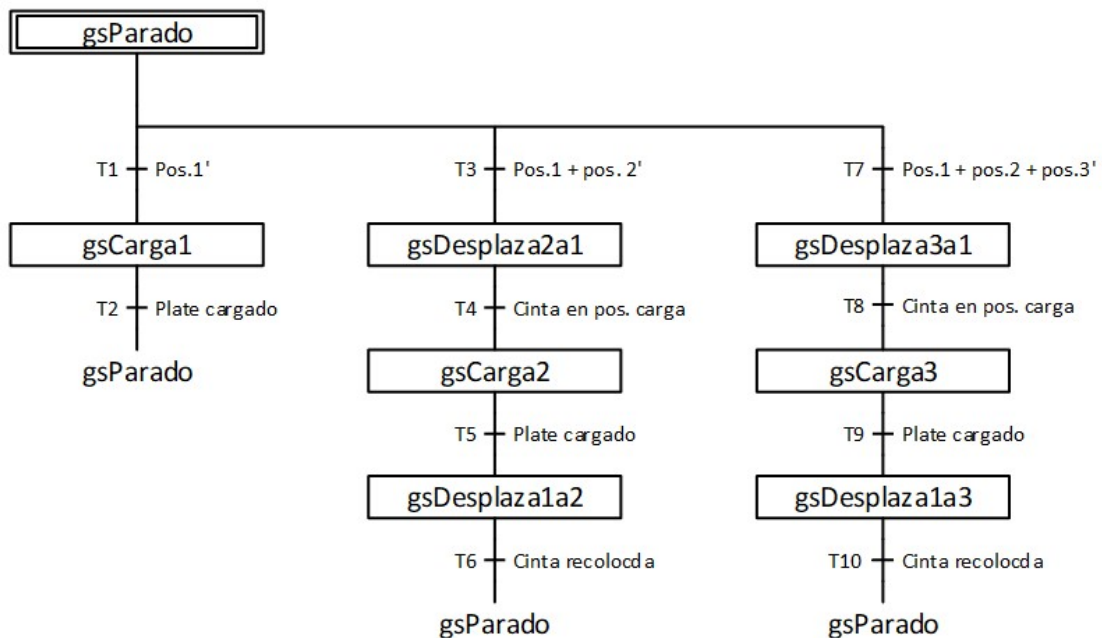 gsParado
T1 Pos.1'
T3 Pos.1 + pos. 2'
T7 Pos.1 + pos.2 + pos.3'
gsCarga1
gsDesplaza2a1
gsDesplaza3a1
T2 Plate cargado
T4 Cinta en pos. carga
T8 Cinta en pos. carga
gsParado
gsCarga2
gsCarga3
T5 Plate cargado
T9 Plate cargado
gsDesplaza1a2
gsDesplaza1a3
T6 Cinta recolocda
T10 Cinta recolocda
gsParado
gsParado